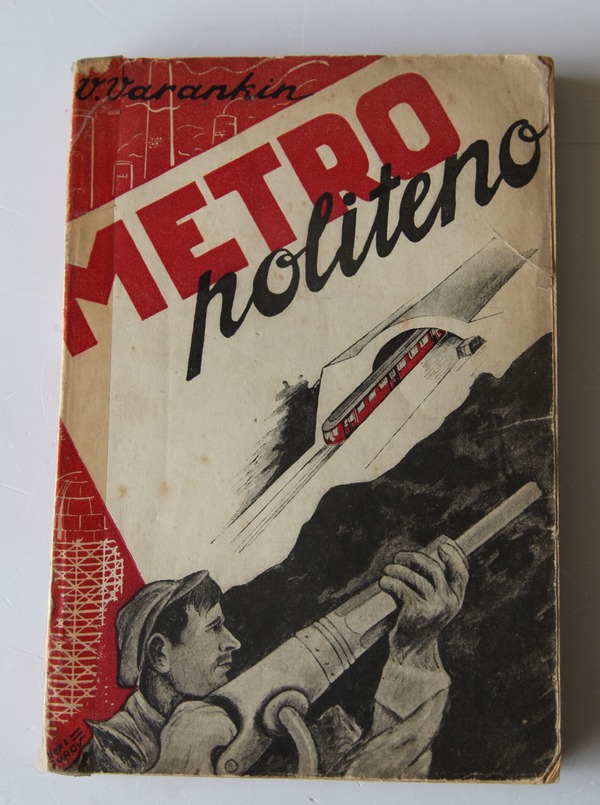 V. Varankin
METRO
politeno